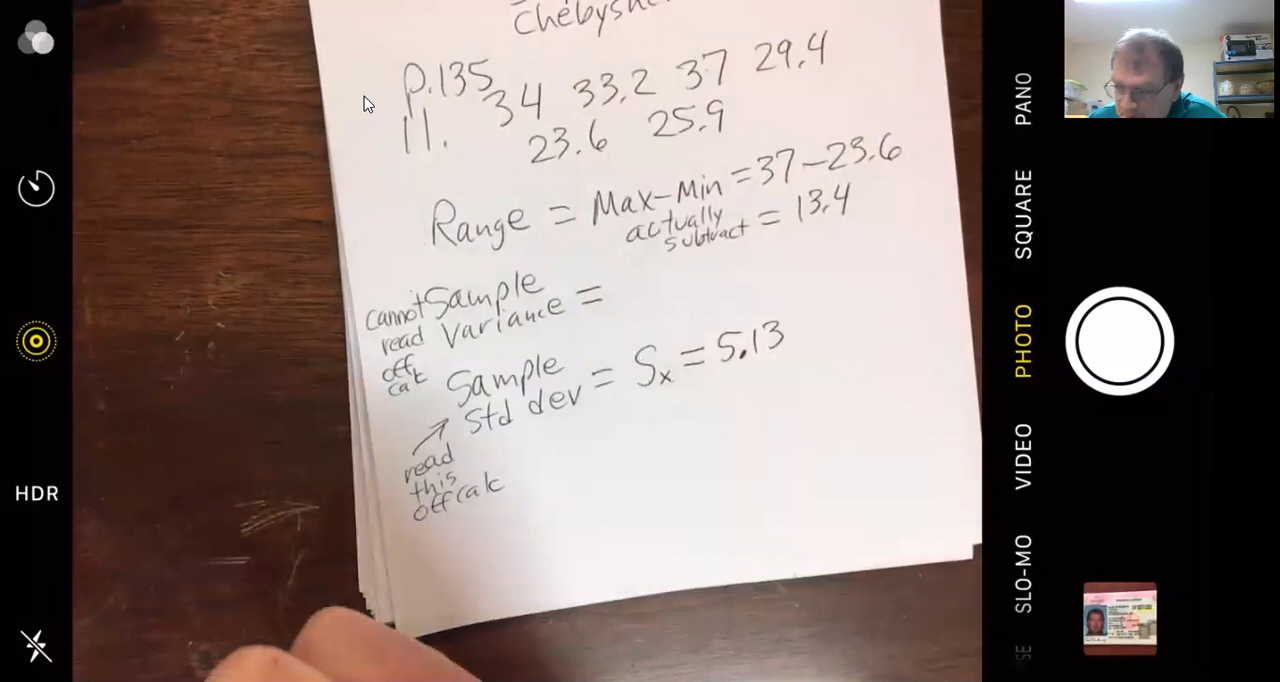 Chebyshe
p.135
11. 34 33.2 37 29.4
23.6 25.9
Range = Max-Min = 37-23.6
actually
subtract = 13.4
cannot Sample
read Variance =
off
calc
Sample
Std dev = Sx = 5.13
read
this
off calc
HDR
PANO
SQUARE
PHOTO
VIDEO
SLO-MO
SE